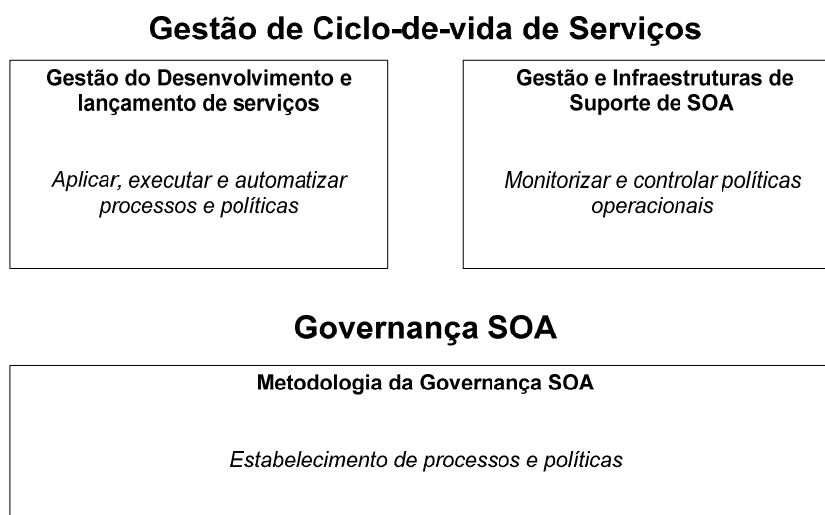 Gestão de Ciclo-de-vida de Serviços
Gestão do Desenvolvimento e
lançamento de serviços
Aplicar, executar e automatizar
processos e políticas
Gestão e Infraestruturas de
Suporte de SOA
Monitorizar e controlar políticas
operacionais
Governança SOA
Metodologia da Governança SOA
Estabelecimento de processos e políticas